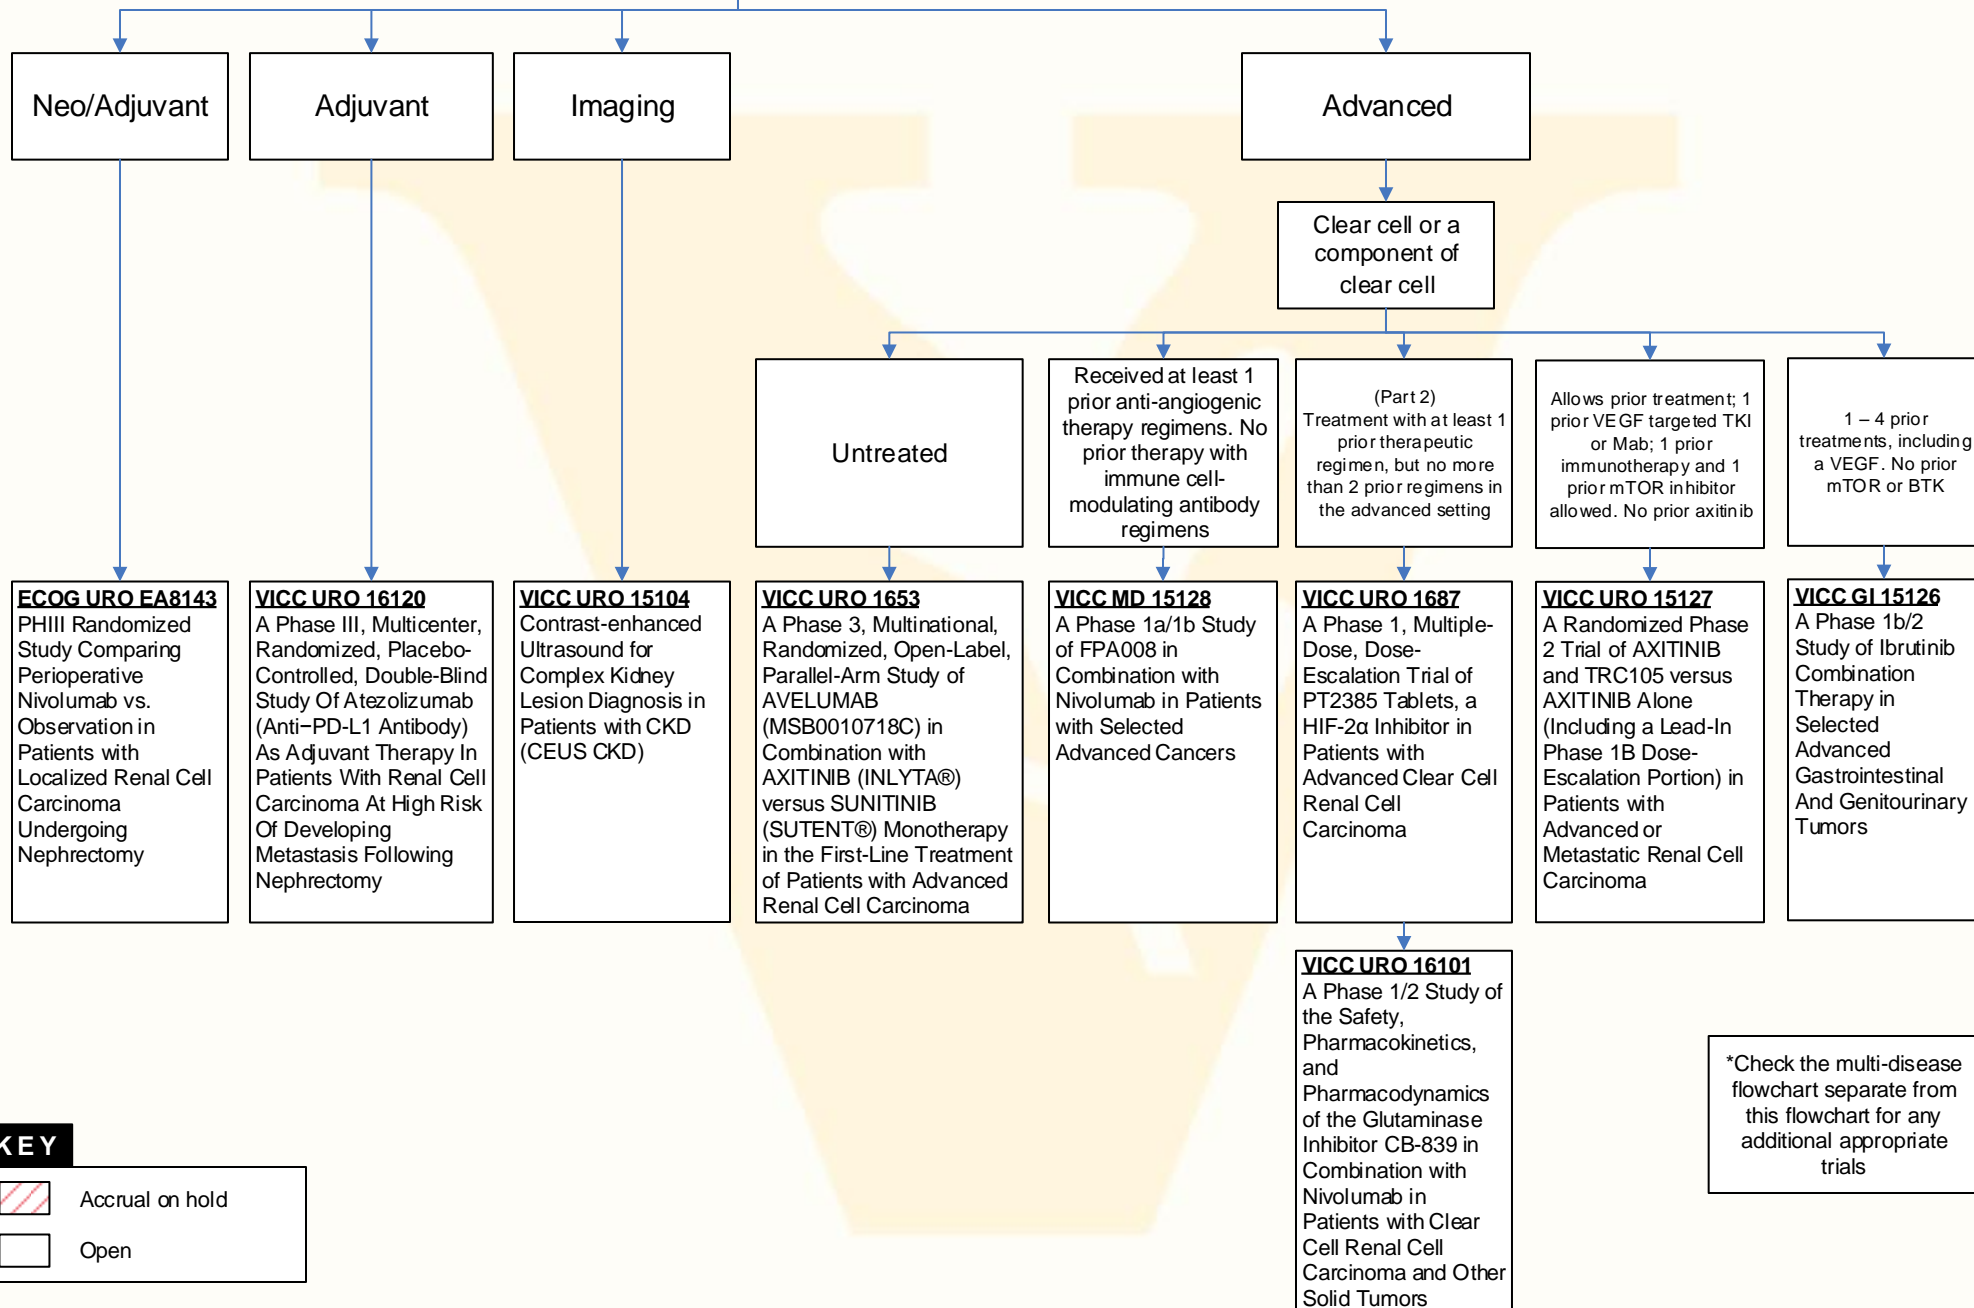 Neo/Adjuvant
Adjuvant
Imaging
Advanced
Clear cell or a
component of
clear cell
Untreated
Received at least 1
prior anti-angiogenic
therapy regimens. No
prior therapy with
immune cell-
modulating antibody
regimens
(Part 2)
Treatment with at least 1
prior therapeutic
regimen, but no more
than 2 prior regimens in
the advanced setting
Allows prior treatment; 1
prior VEGF targeted TKI
or Mab; 1 prior
immunotherapy and 1
prior mTOR inhibitor
allowed. No prior axitinib
1 – 4 prior
treatments, including
a VEGF. No prior
mTOR or BTK
ECOG URO EA8143
PHIII Randomized
Study Comparing
Perioperative
Nivolumab vs.
Observation in
Patients with
Localized Renal Cell
Carcinoma
Undergoing
Nephrectomy
VICC URO 16120
A Phase III, Multicenter,
Randomized, Placebo-
Controlled, Double-Blind
Study Of Atezolizumab
(Anti−PD-L1 Antibody)
As Adjuvant Therapy In
Patients With Renal Cell
Carcinoma At High Risk
Of Developing
Metastasis Following
Nephrectomy
VICC URO 15104
Contrast-enhanced
Ultrasound for
Complex Kidney
Lesion Diagnosis in
Patients with CKD
(CEUS CKD)
VICC URO 1653
A Phase 3, Multinational,
Randomized, Open-Label,
Parallel-Arm Study of
AVELUMAB
(MSB0010718C) in
Combination with
AXITINIB (INLYTA®)
versus SUNITINIB
(SUTENT®) Monotherapy
in the First-Line Treatment
of Patients with Advanced
Renal Cell Carcinoma
VICC MD 15128
A Phase 1a/1b Study
of FPA008 in
Combination with
Nivolumab in Patients
with Selected
Advanced Cancers
VICC URO 1687
A Phase 1, Multiple-
Dose, Dose-
Escalation Trial of
PT2385 Tablets, a
HIF-2α Inhibitor in
Patients with
Advanced Clear Cell
Renal Cell
Carcinoma
VICC URO 15127
A Randomized Phase
2 Trial of AXITINIB
and TRC105 versus
AXITINIB Alone
(Including a Lead-In
Phase 1B Dose-
Escalation Portion) in
Patients with
Advanced or
Metastatic Renal Cell
Carcinoma
VICC GI 15126
A Phase 1b/2
Study of Ibrutinib
Combination
Therapy in
Selected
Advanced
Gastrointestinal
And Genitourinary
Tumors
VICC URO 16101
A Phase 1/2 Study of
the Safety,
Pharmacokinetics,
and
Pharmacodynamics
of the Glutaminase
Inhibitor CB-839 in
Combination with
Nivolumab in
Patients with Clear
Cell Renal Cell
Carcinoma and Other
Solid Tumors
*Check the multi-disease
flowchart separate from
this flowchart for any
additional appropriate
trials
KEY
Accrual on hold
Open